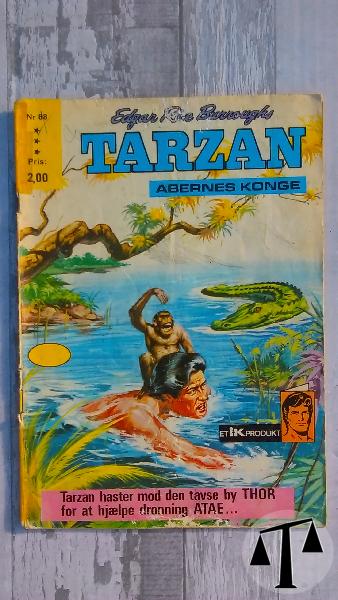 Nr 68
Pris:
2,00
Edgar Rice Burroughs
TARZAN
ABERNES KONGE
ET IK PRODUKT
Tarzan haster mod den tavse by THOR
for at hjælpe dronning ATAE...